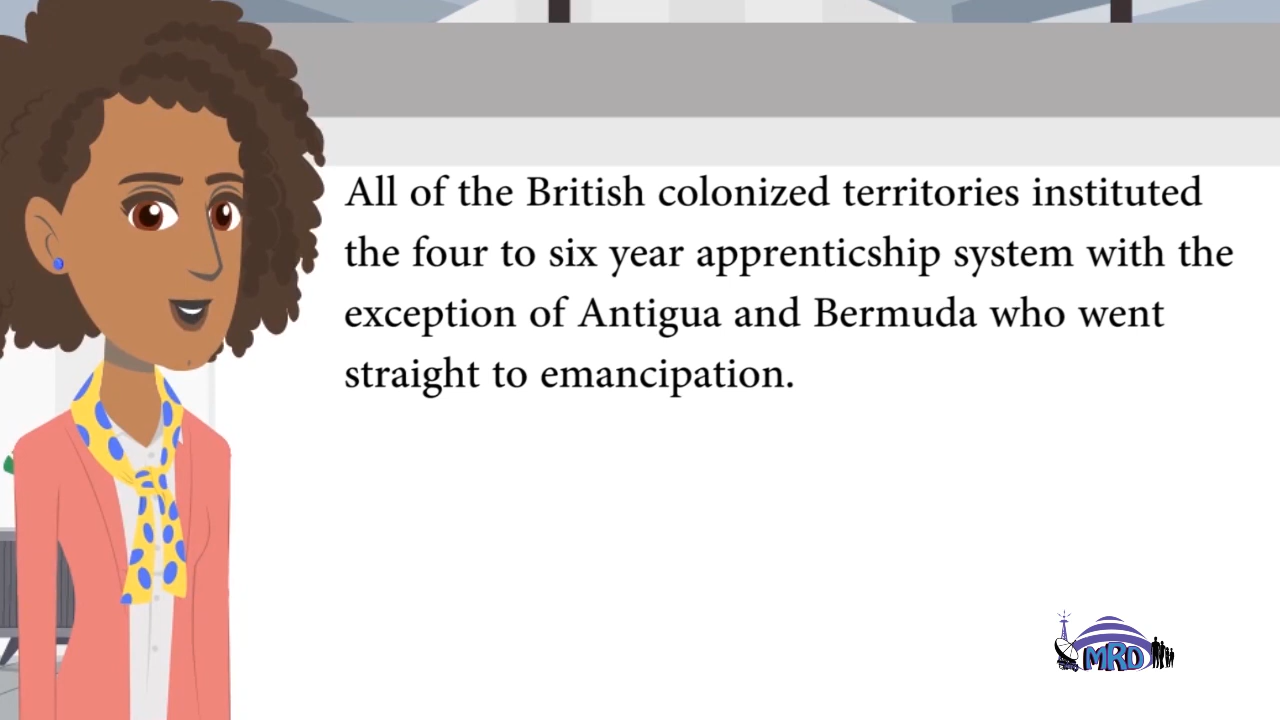 All of the British colonized territories instituted
the four to six year apprenticship system with the
exception of Antigua and Bermuda who went
straight to emancipation.
MRD